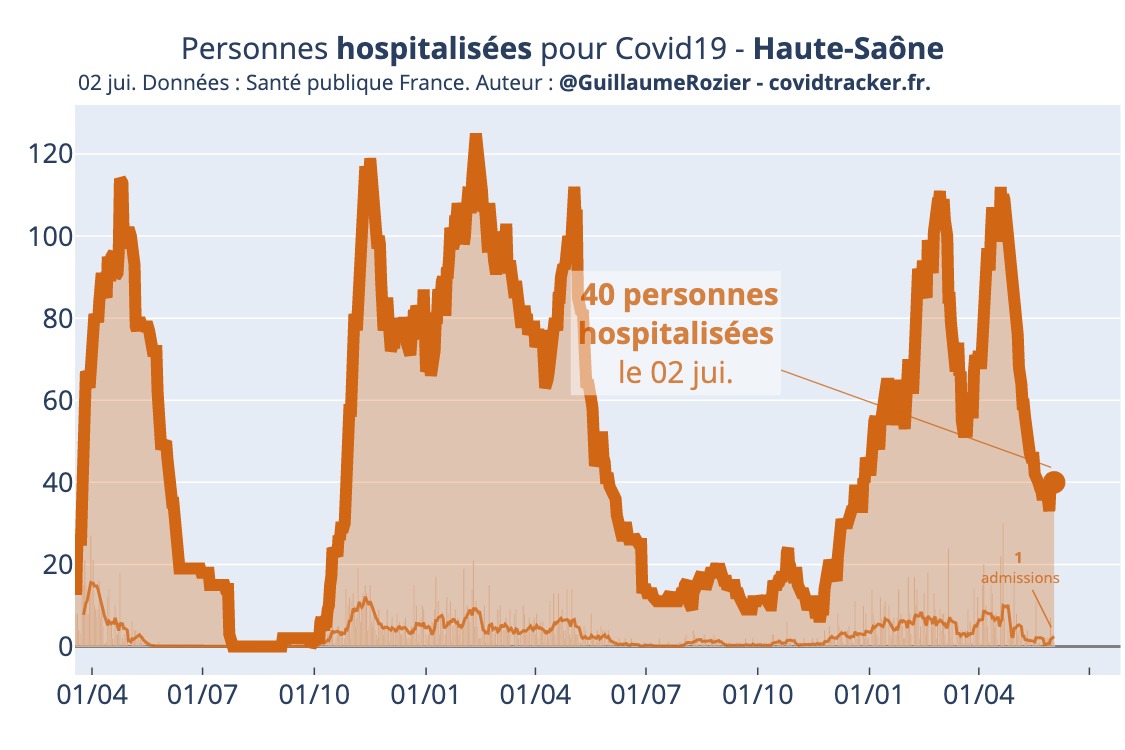 Personnes hospitalisées pour Covid19 - Haute-Saône
02 jui. Données : Santé publique France. Auteur : @GuillaumeRozier - covidtracker.fr.
120
100
80
60
40
20
0
40 personnes
hospitalisées
le 02 jui.
1
admissions
01/04
01/07
01/10
01/01
01/04
01/07
01/10
01/01
01/04